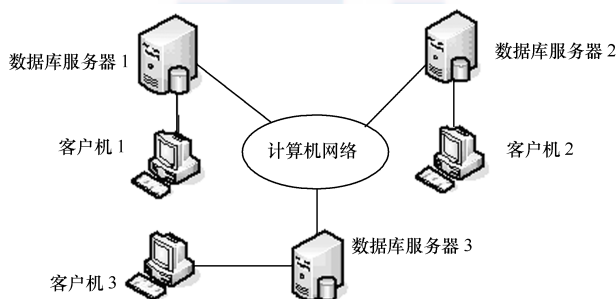 数据库服务器 1
数据库服务器 2
客户机 1
计算机网络
客户机 2
数据库服务器 3
客户机 3